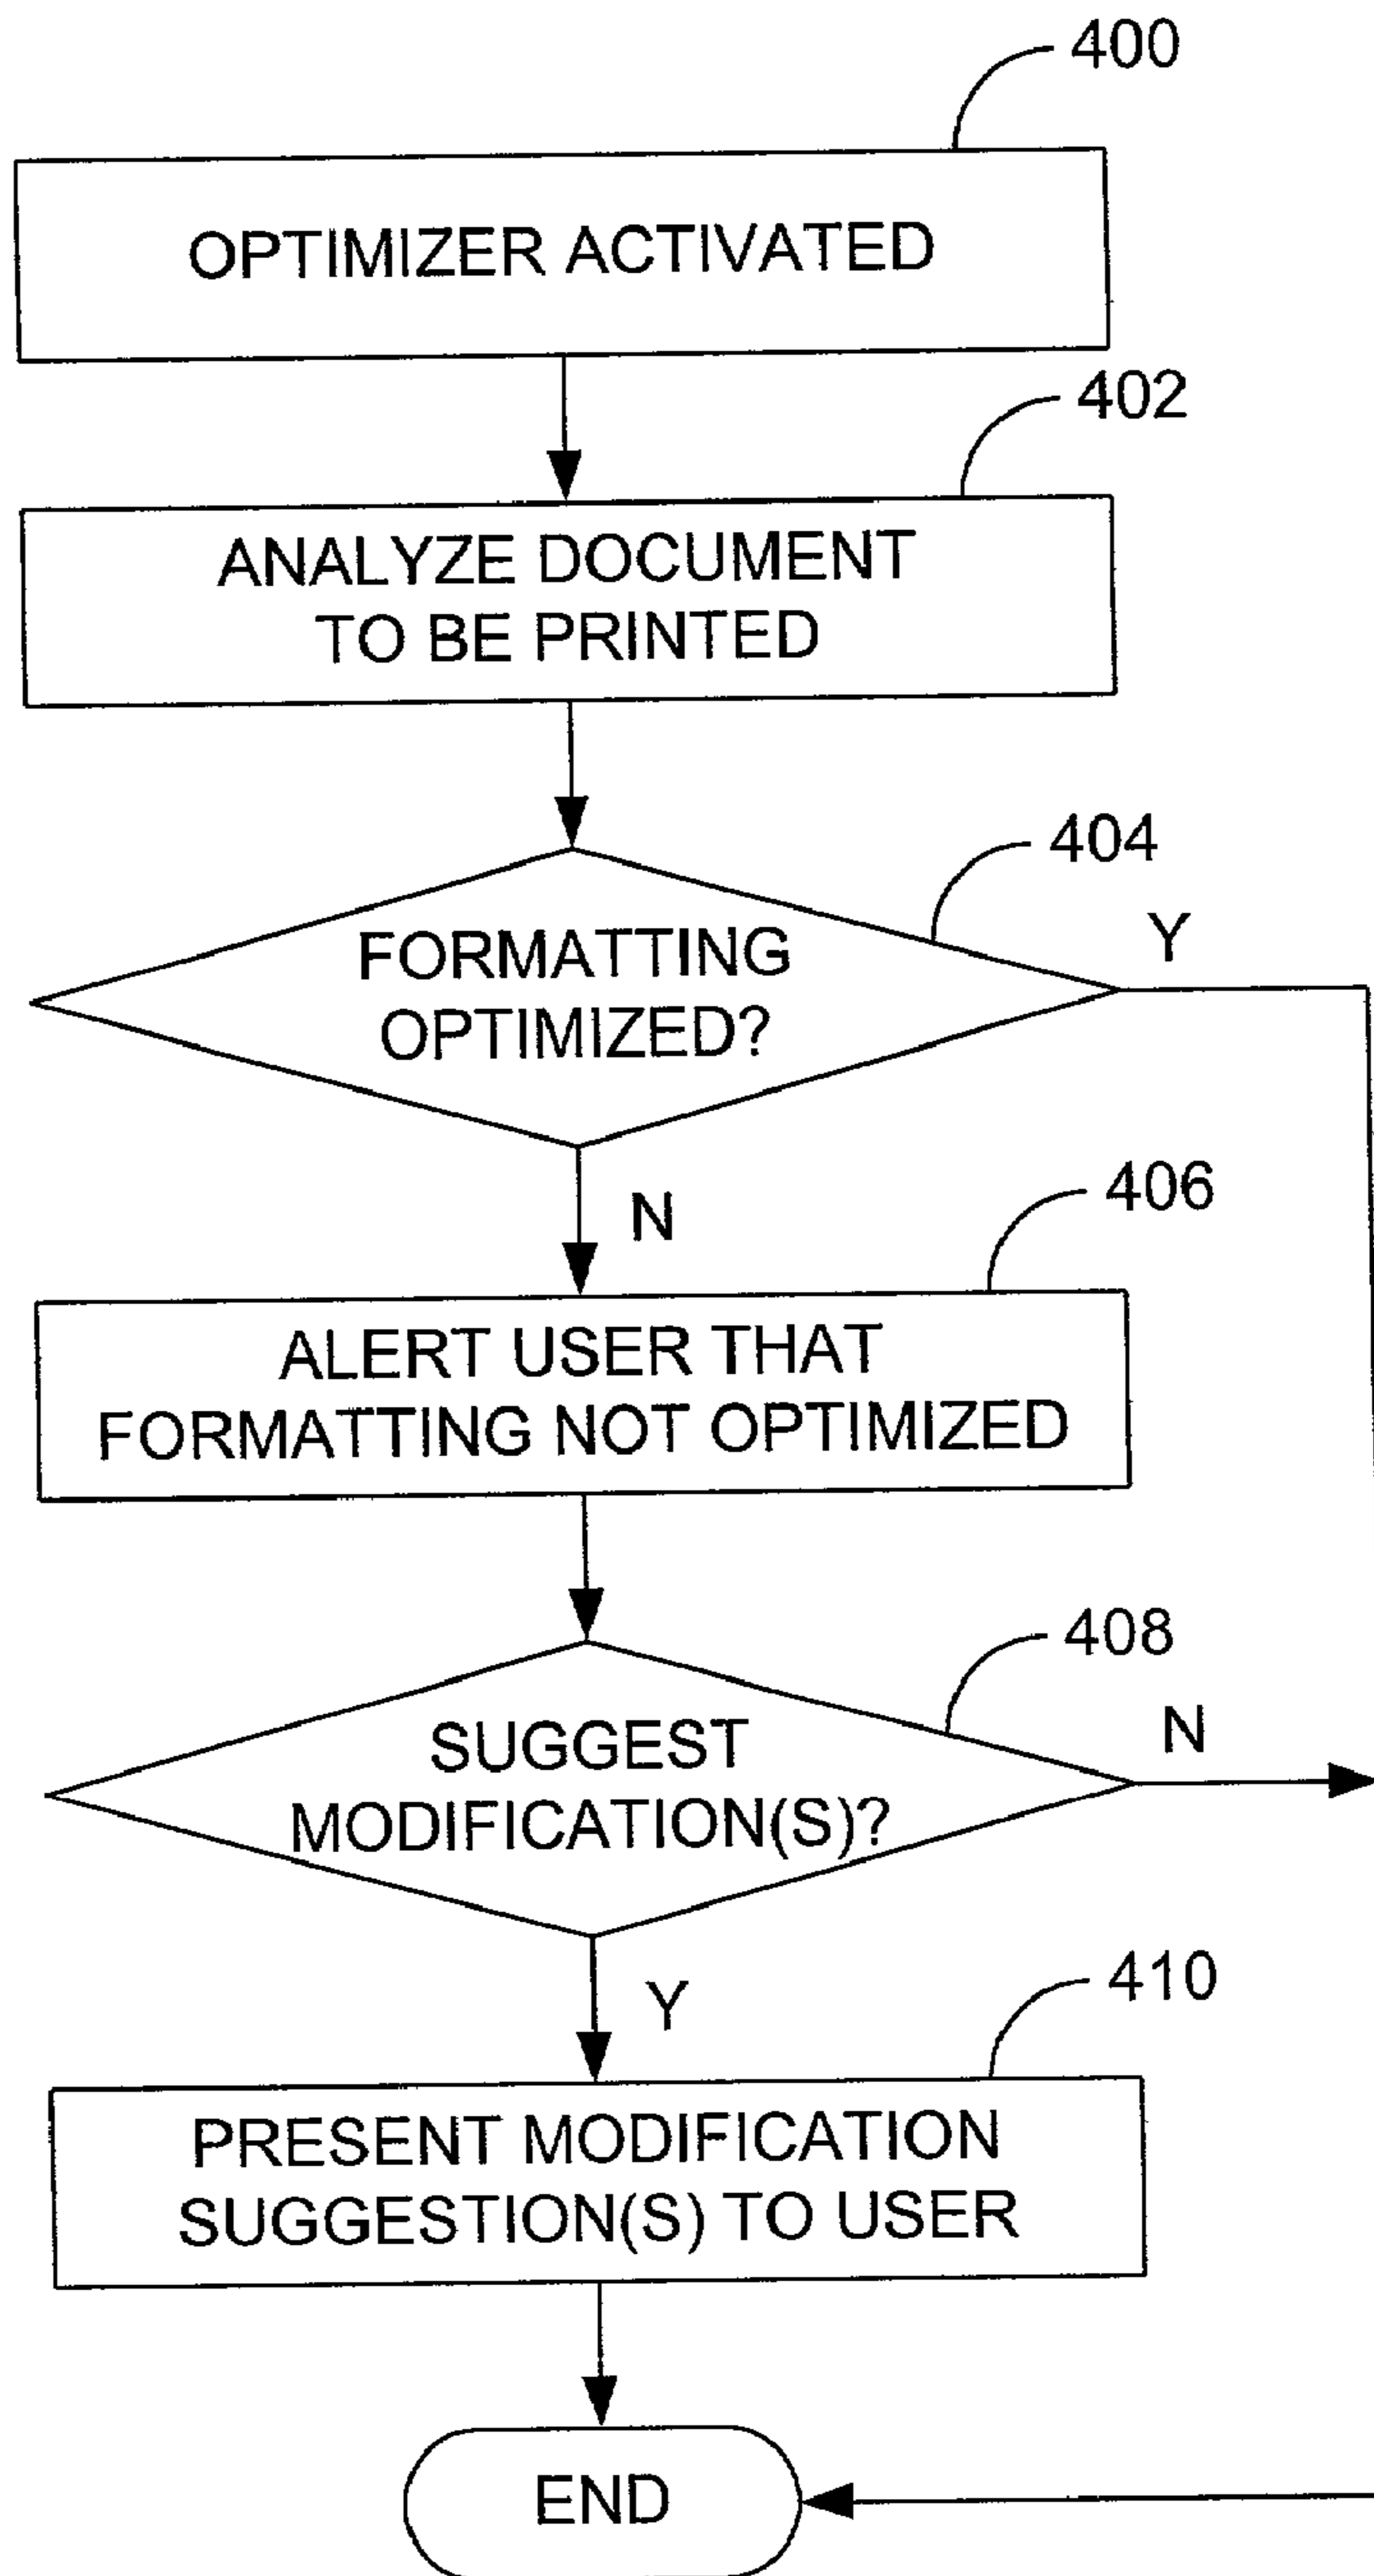 400
OPTIMIZER ACTIVATED
402
ANALYZE DOCUMENT
TO BE PRINTED
404
FORMATTING
OPTIMIZED?
Y
N
406
ALERT USER THAT
FORMATTING NOT OPTIMIZED
408
SUGGEST
MODIFICATION(S)?
N
Y
410
PRESENT MODIFICATION
SUGGESTION(S) TO USER
END